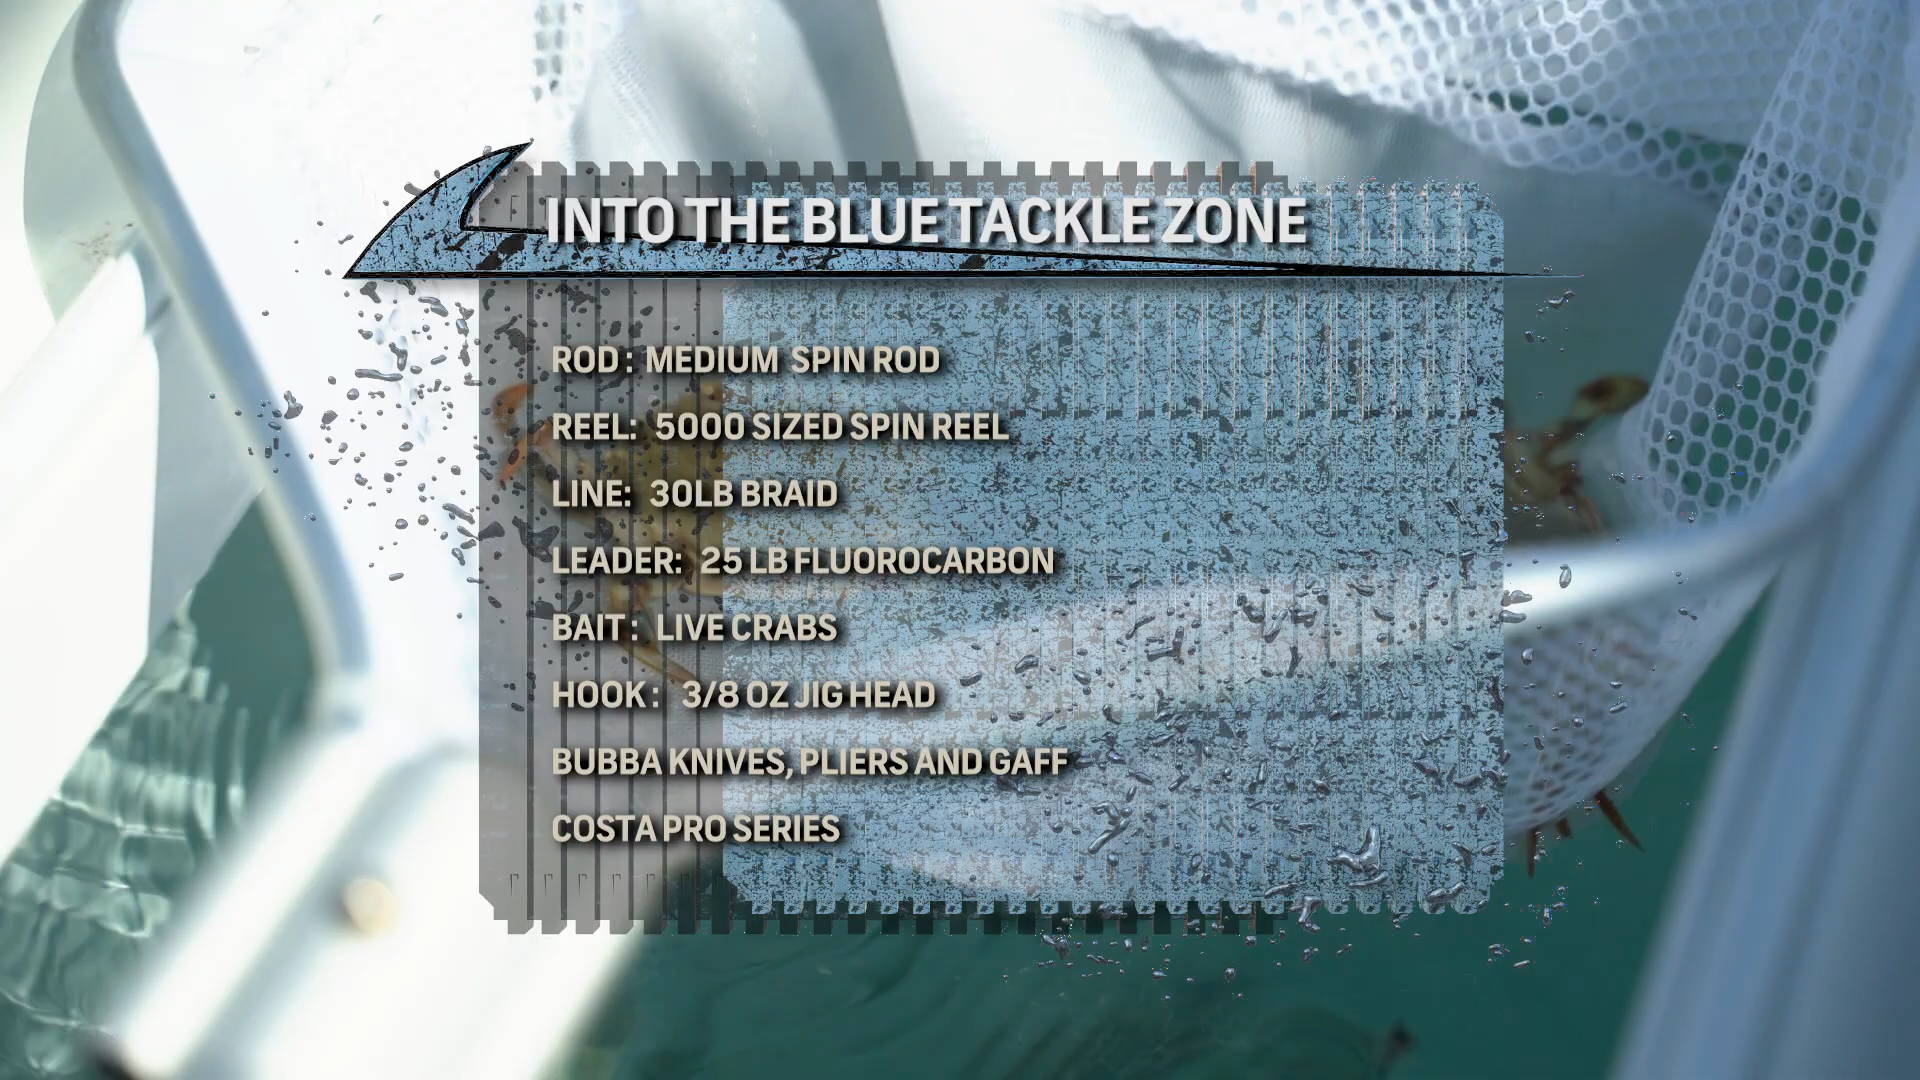 INTO THE BLUE TACKLE ZONE
ROD: MEDIUM SPIN ROD
REEL: 5000 SIZED SPIN REEL
LINE: 30LB BRAID
LEADER: 25 LB FLUOROCARBON
BAIT: LIVE CRABS
HOOK: 3/8 OZ JIG HEAD
BUBBA KNIVES, PLIERS AND GAFF
COSTA PRO SERIES